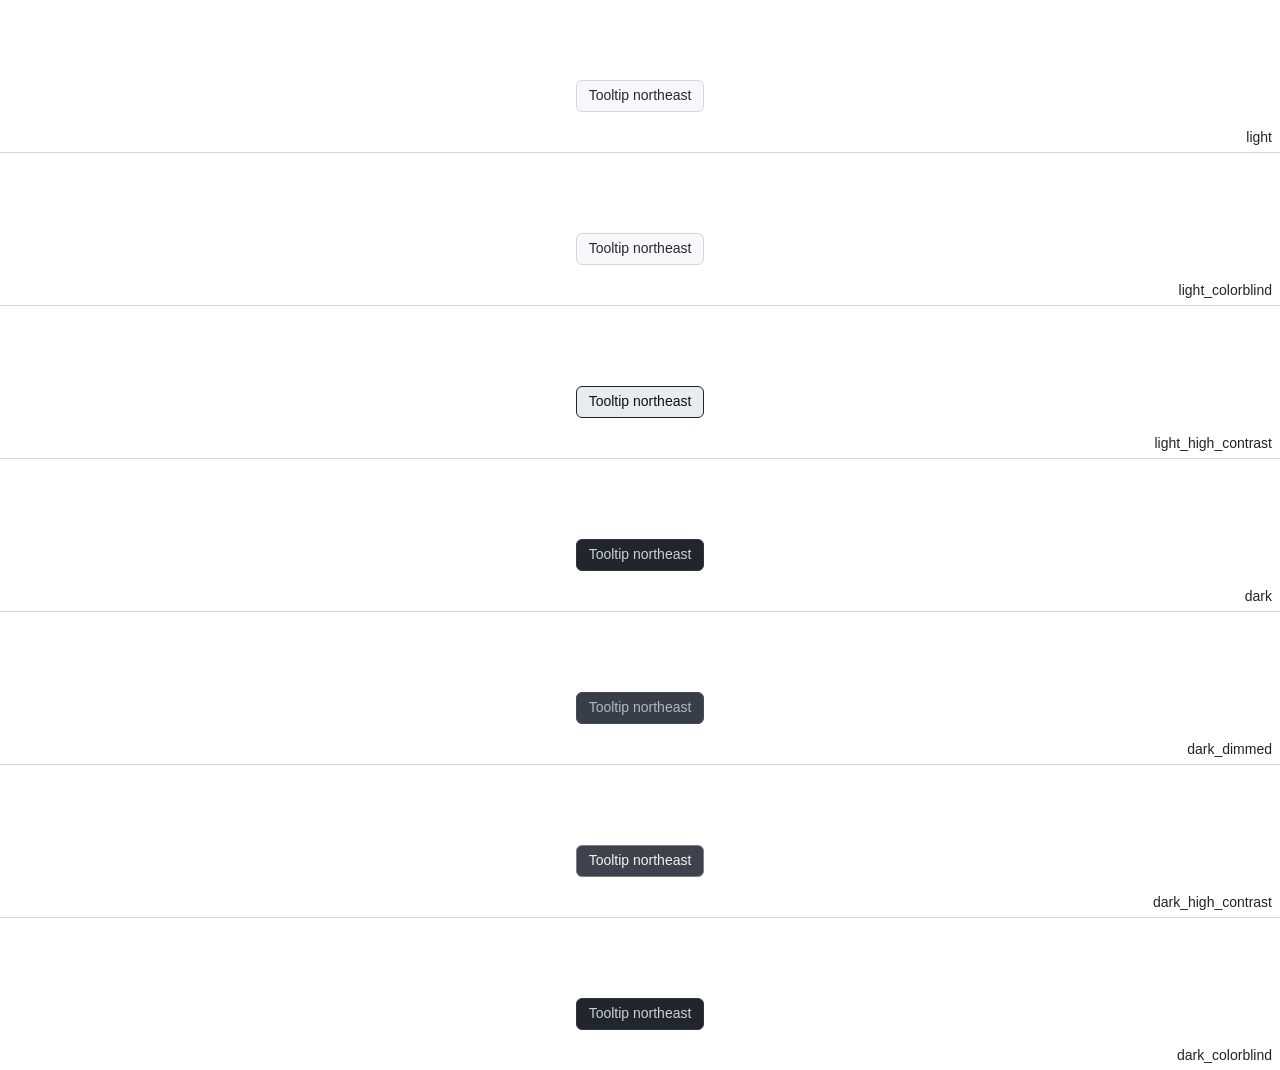 Tooltip northeast
light
Tooltip northeast
light_colorblind
Tooltip northeast
light_high_contrast
Tooltip northeast
dark
Tooltip northeast
dark_dimmed
Tooltip northeast
dark_high_contrast
Tooltip northeast
dark_colorblind